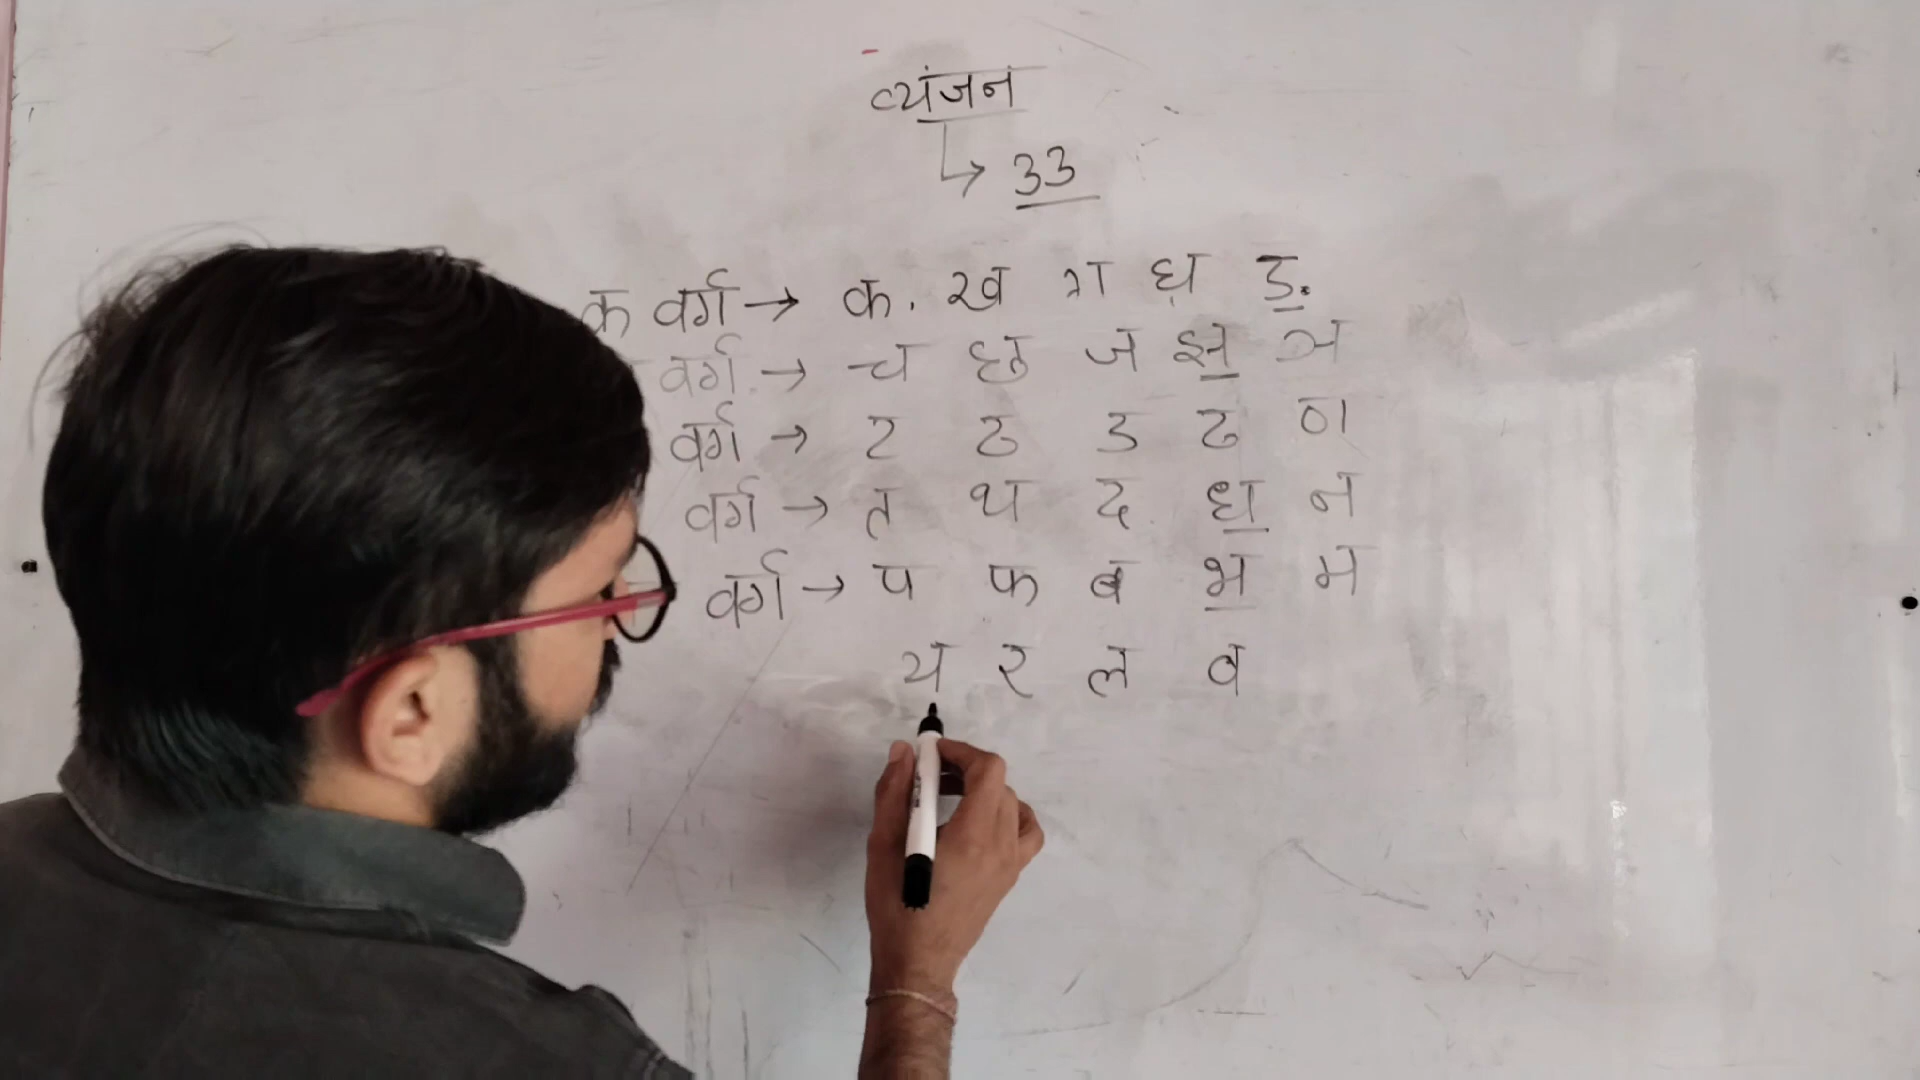 व्यंजन
↳ 33
क वर्ग → क. ख ग घ ङ
वर्ग → च छ ज झ ञ
वर्ग → ट ठ ड ढ ण
वर्ग → त थ द ध न
वर्ग → प फ ब भ म
य र ल व